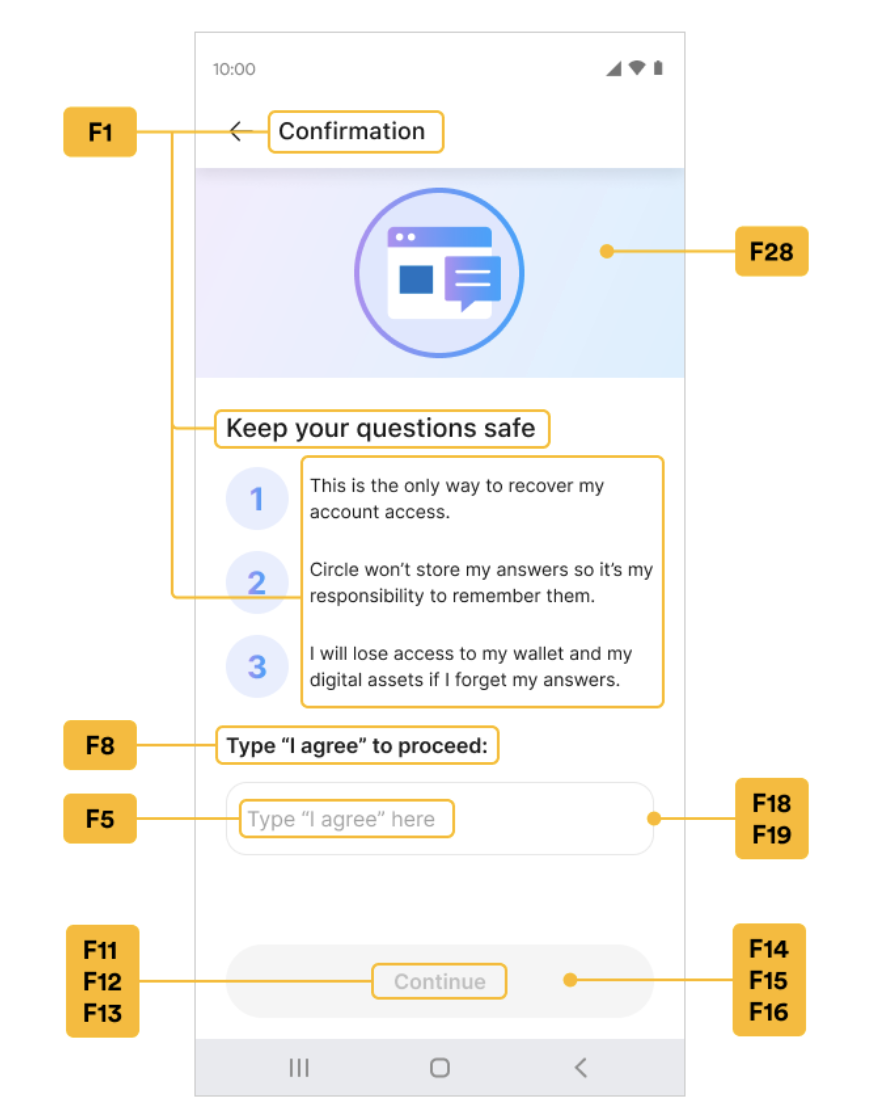 10:00
F1
Confirmation
F28
Keep your questions safe
1
This is the only way to recover my
account access.
2
Circle won’t store my answers so it’s my
responsibility to remember them.
3
I will lose access to my wallet and my
digital assets if I forget my answers.
F8
Type “I agree” to proceed:
F5
Type “I agree” here
F18
F19
F11
F12
F13
Continue
F14
F15
F16